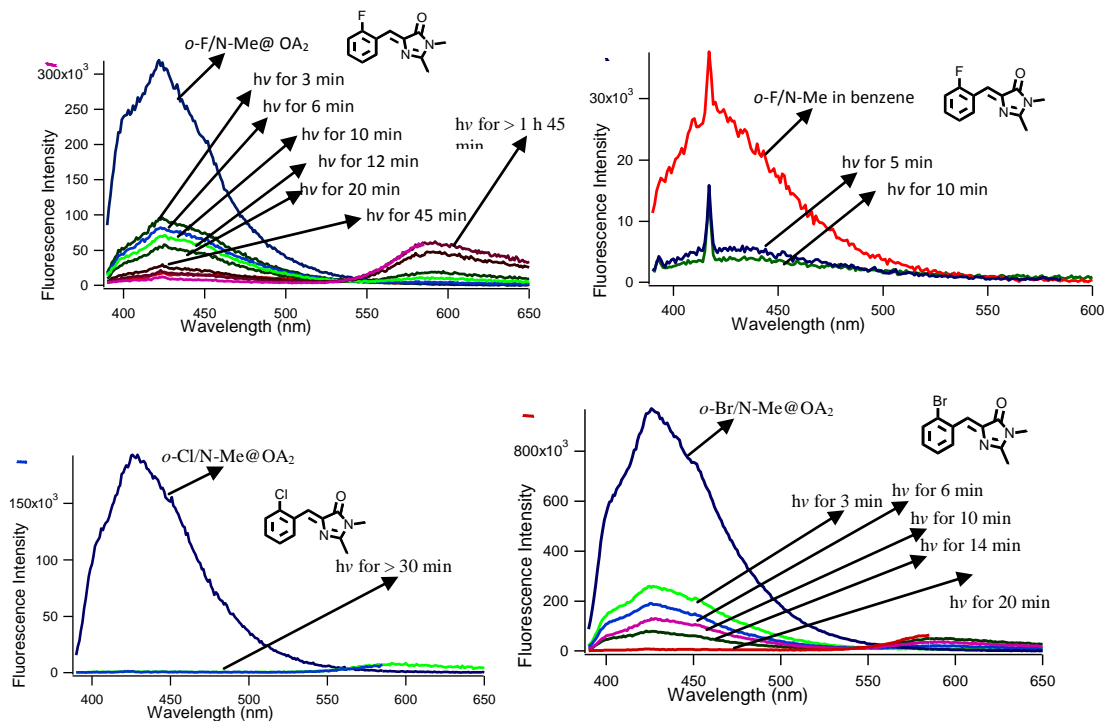 F
O
N
N
o-F/N-Me@ OA₂
hν for 3 min
hν for 6 min
hν for 10 min
hν for 12 min
hν for 20 min
hν for 45 min
hν for > 1 h 45
min
300x10³
250
200
150
100
50
0
Fluorescence Intensity
400 450 500 550 600 650
Wavelength (nm)
F
O
N
N
o-F/N-Me in benzene
hν for 5 min
hν for 10 min
30x10³
20
10
0
Fluorescence Intensity
400 450 500 550 600
Wavelength (nm)
o-Cl/N-Me@OA₂
Cl
O
N
N
hν for > 30 min
150x10³
100
50
0
Fluorescence Intensity
400 450 500 550 600 650
Wavelength (nm)
Br
O
N
N
o-Br/N-Me@OA₂
hν for 3 min
hν for 6 min
hν for 10 min
hν for 14 min
hν for 20 min
800x10³
600
400
200
0
Fluorescence Intensity
400 450 500 550 600 650
Wavelength (nm)